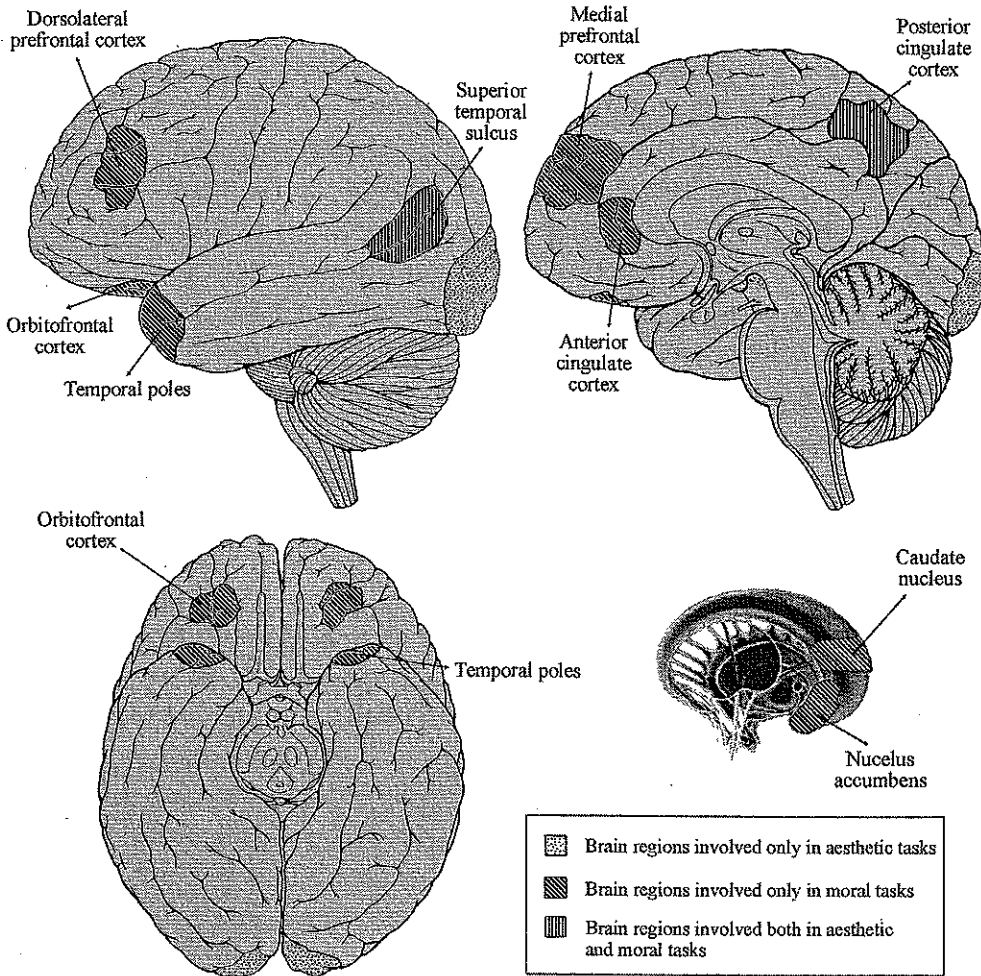 Dorsolateral
prefrontal cortex
Superior
temporal
sulcus
Orbitofrontal
cortex
Temporal poles
Medial
prefrontal
cortex
Posterior
cingulate
cortex
Anterior
cingulate
cortex
Orbitofrontal
cortex
Temporal poles
Caudate
nucleus
Nucelus
accumbens
Brain regions involved only in aesthetic tasks
Brain regions involved only in moral tasks
Brain regions involved both in aesthetic
and moral tasks